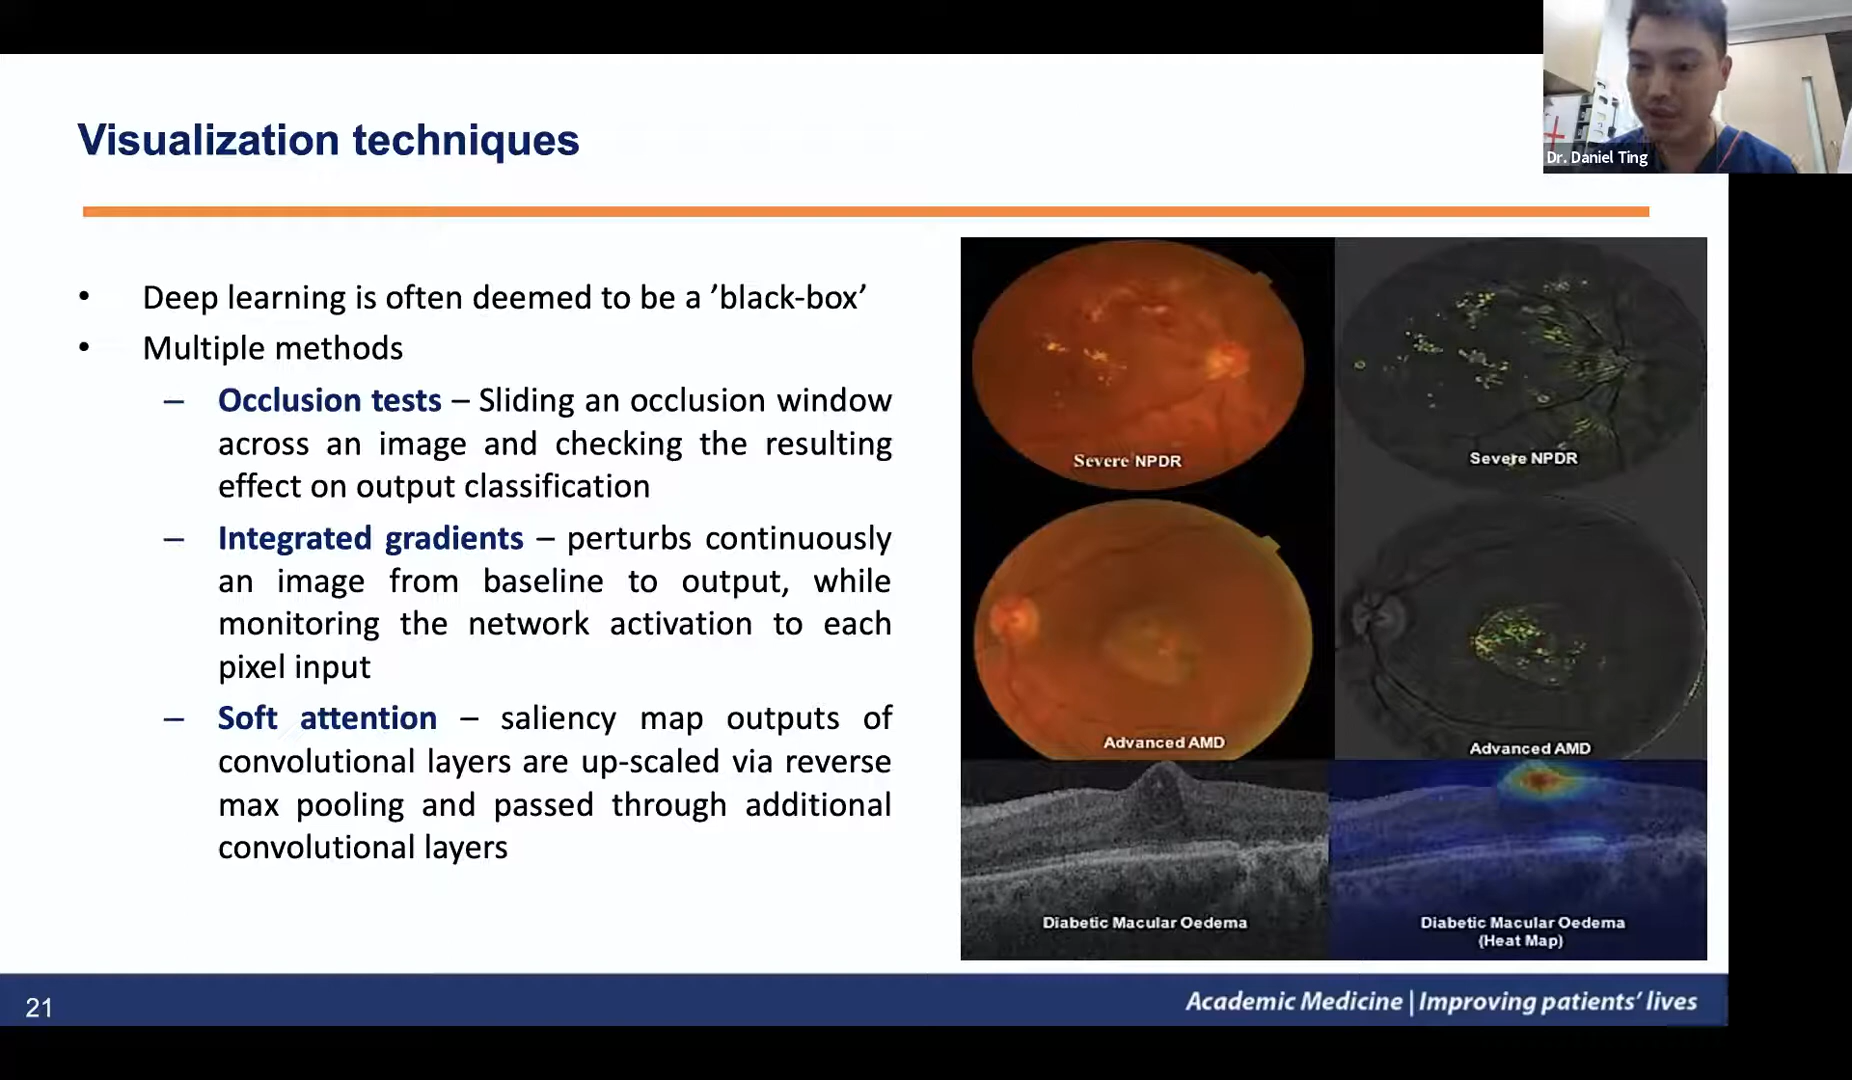 Dr. Daniel Ting
Visualization techniques
• Deep learning is often deemed to be a ’black-box’
• Multiple methods
– Occlusion tests – Sliding an occlusion window
across an image and checking the resulting
effect on output classification
– Integrated gradients – perturbs continuously
an image from baseline to output, while
monitoring the network activation to each
pixel input
– Soft attention – saliency map outputs of
convolutional layers are up-scaled via reverse
max pooling and passed through additional
convolutional layers
Severe NPDR
Severe NPDR
Advanced AMD
Advanced AMD
Diabetic Macular Oedema
Diabetic Macular Oedema
(Heat Map)
21
Academic Medicine | Improving patients’ lives